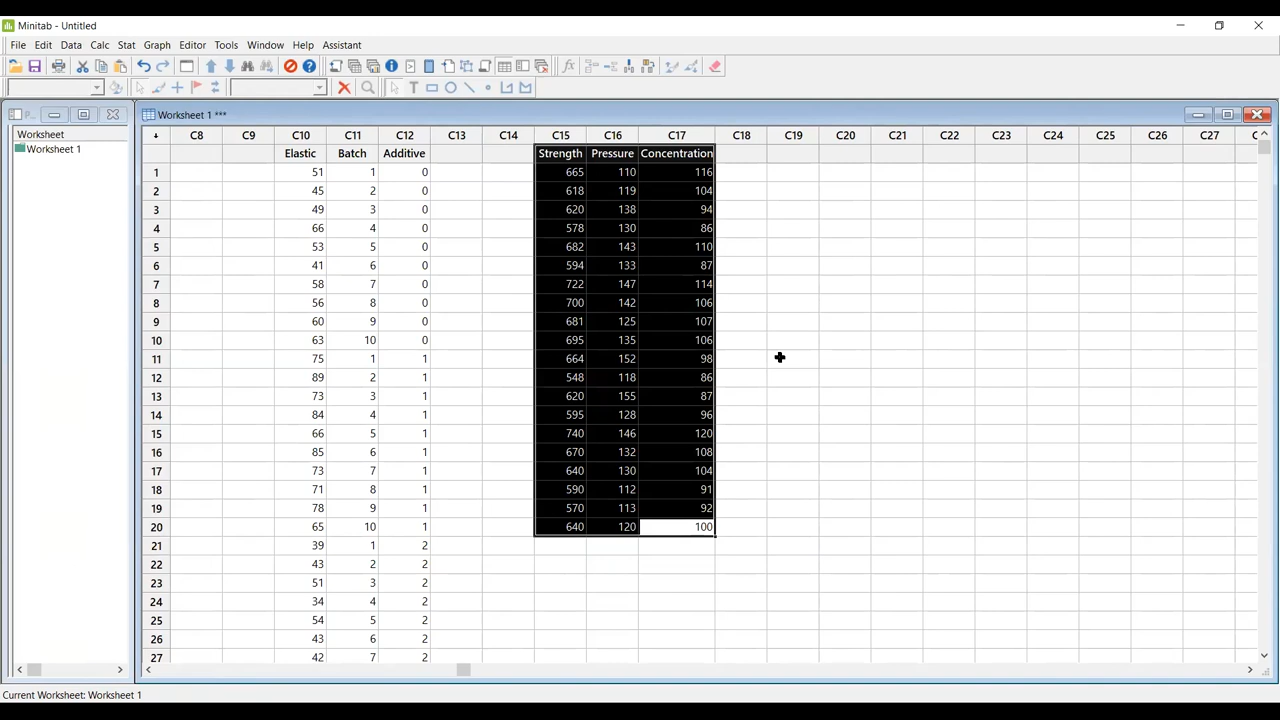 Minitab - Untitled
File Edit Data Calc Stat Graph Editor Tools Window Help Assistant
P...
Worksheet 1 ***
Worksheet
Worksheet 1
C8 C9 C10 C11 C12 C13 C14 C15 C16 C17 C18 C19 C20 C21 C22 C23 C24 C25 C26 C27
Elastic Batch Additive Strength Pressure Concentration
1 51 1 0 665 110 116
2 45 2 0 618 119 104
3 49 3 0 620 138 94
4 66 4 0 578 130 86
5 53 5 0 682 143 110
6 41 6 0 594 133 87
7 58 7 0 722 147 114
8 56 8 0 700 142 106
9 60 9 0 681 125 107
10 63 10 0 695 135 106
11 75 1 1 664 152 98
12 89 2 1 548 118 86
13 73 3 1 620 155 87
14 84 4 1 595 128 96
15 66 5 1 740 146 120
16 85 6 1 670 132 108
17 73 7 1 640 130 104
18 71 8 1 590 112 91
19 78 9 1 570 113 92
20 65 10 1 640 120 100
21 39 1 2
22 43 2 2
23 51 3 2
24 34 4 2
25 54 5 2
26 43 6 2
27 42 7 2
Current Worksheet: Worksheet 1